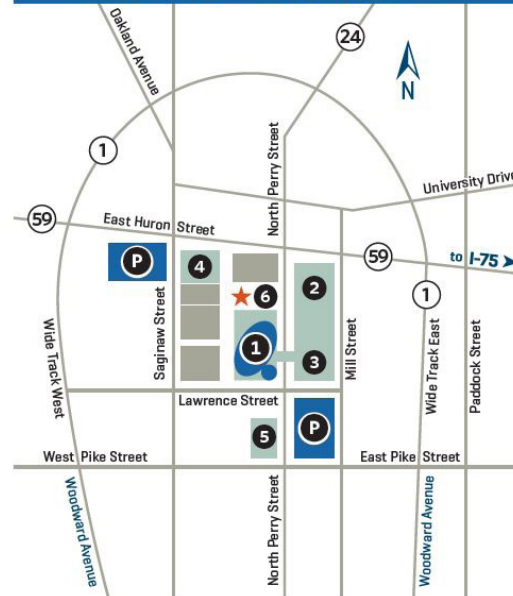 Oakland Avenue
24
N
1
North Perry Street
University Drive
59
East Huron Street
59
to I-75
P
4
6
2
1
Saginaw Street
Wide Track West
1
3
Mill Street
Wide Track East
Paddock Street
Lawrence Street
P
5
West Pike Street
East Pike Street
Woodward Avenue
North Perry Street
Woodward Avenue